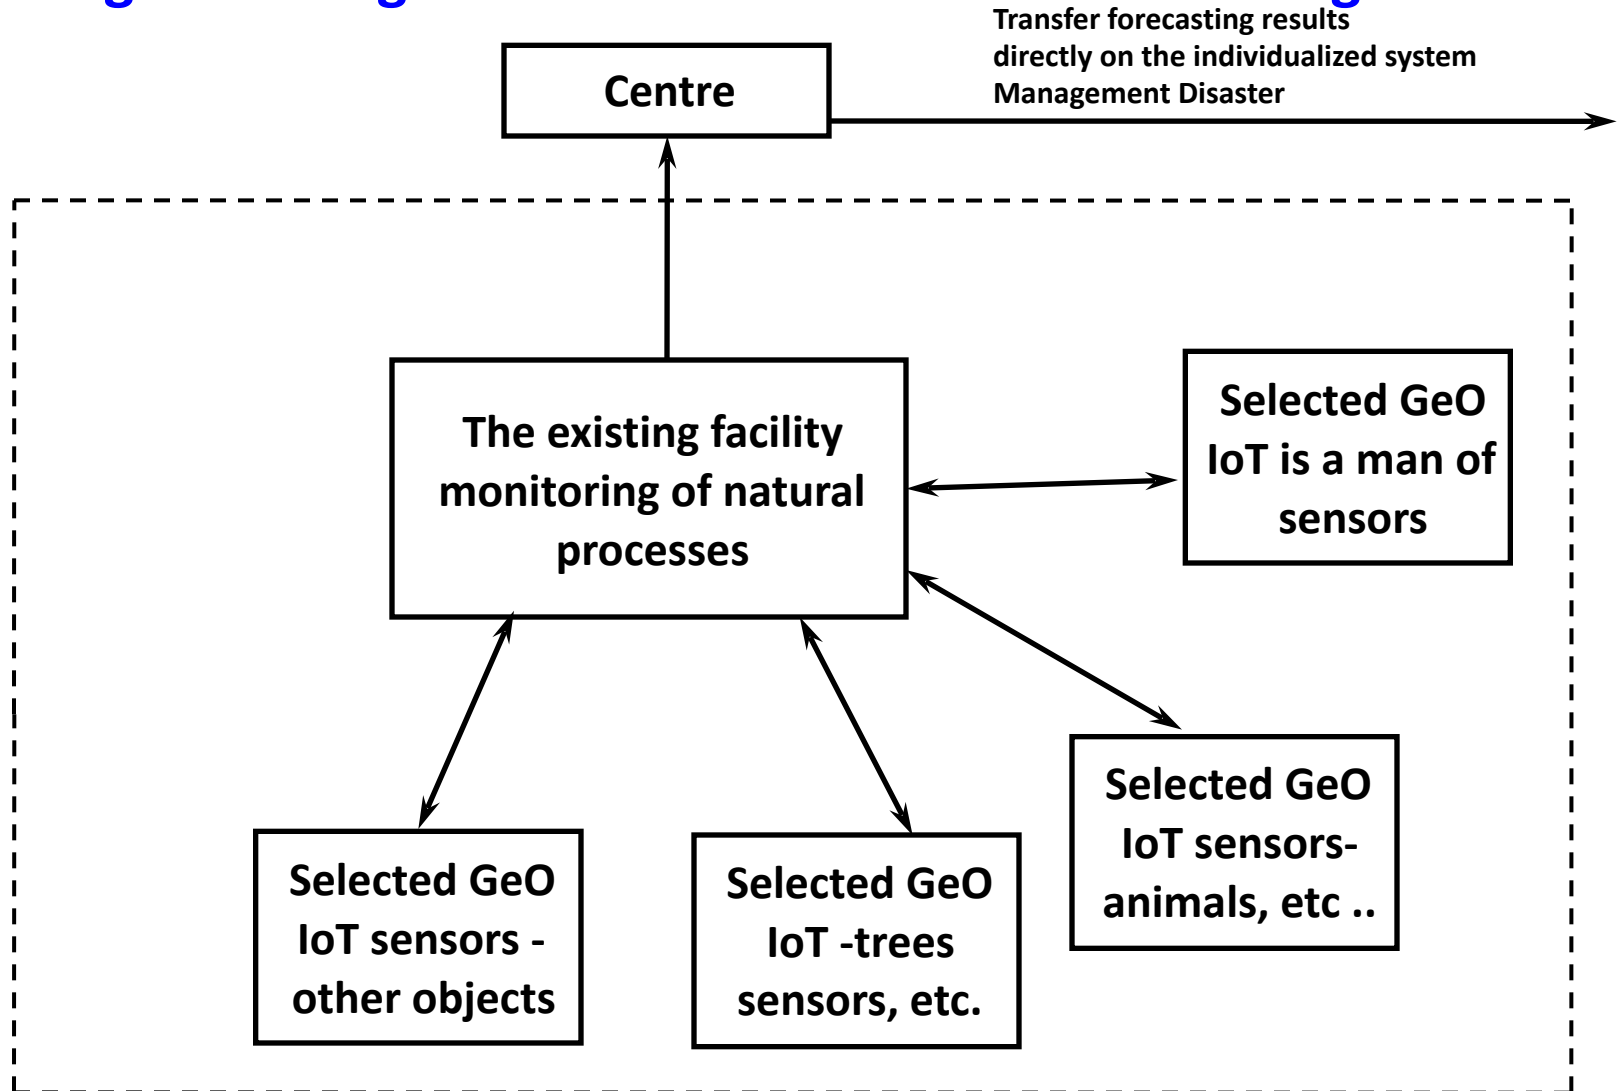 Transfer forecasting results
directly on the individualized system
Management Disaster
Centre
The existing facility
monitoring of natural
processes
Selected GeO
IoT is a man of
sensors
Selected GeO
IoT sensors-
animals, etc ..
Selected GeO
IoT sensors -
other objects
Selected GeO
IoT -trees
sensors, etc.